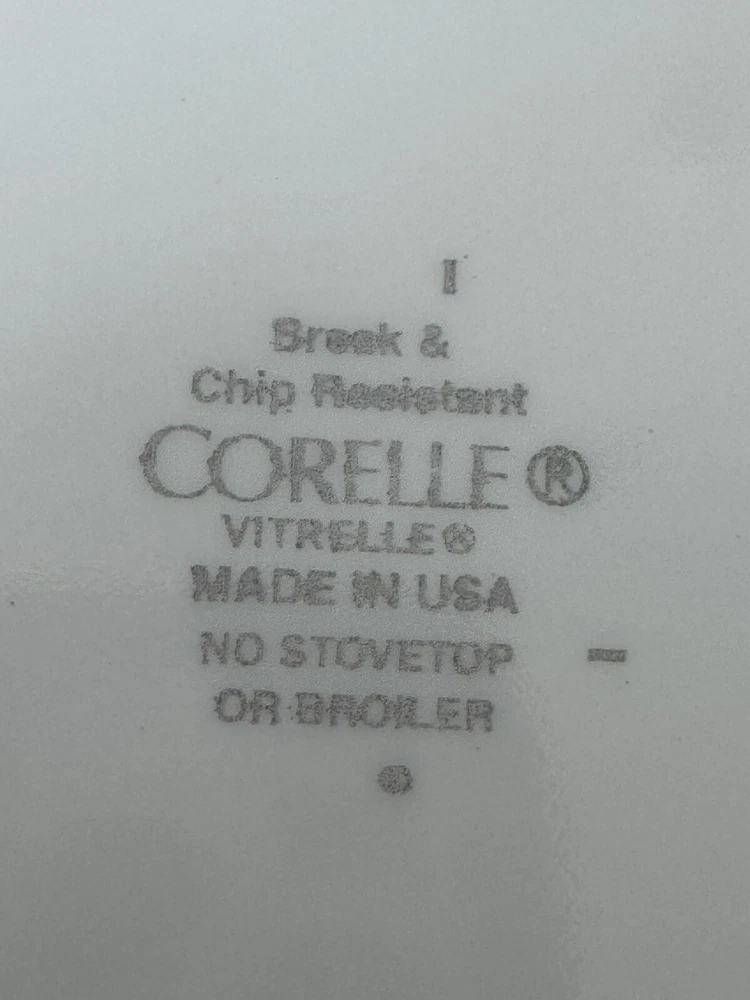 Break &
Chip Resistant
CORELLE®
VITRELLE®
MADE IN USA
NO STOVETOP
OR BROILER